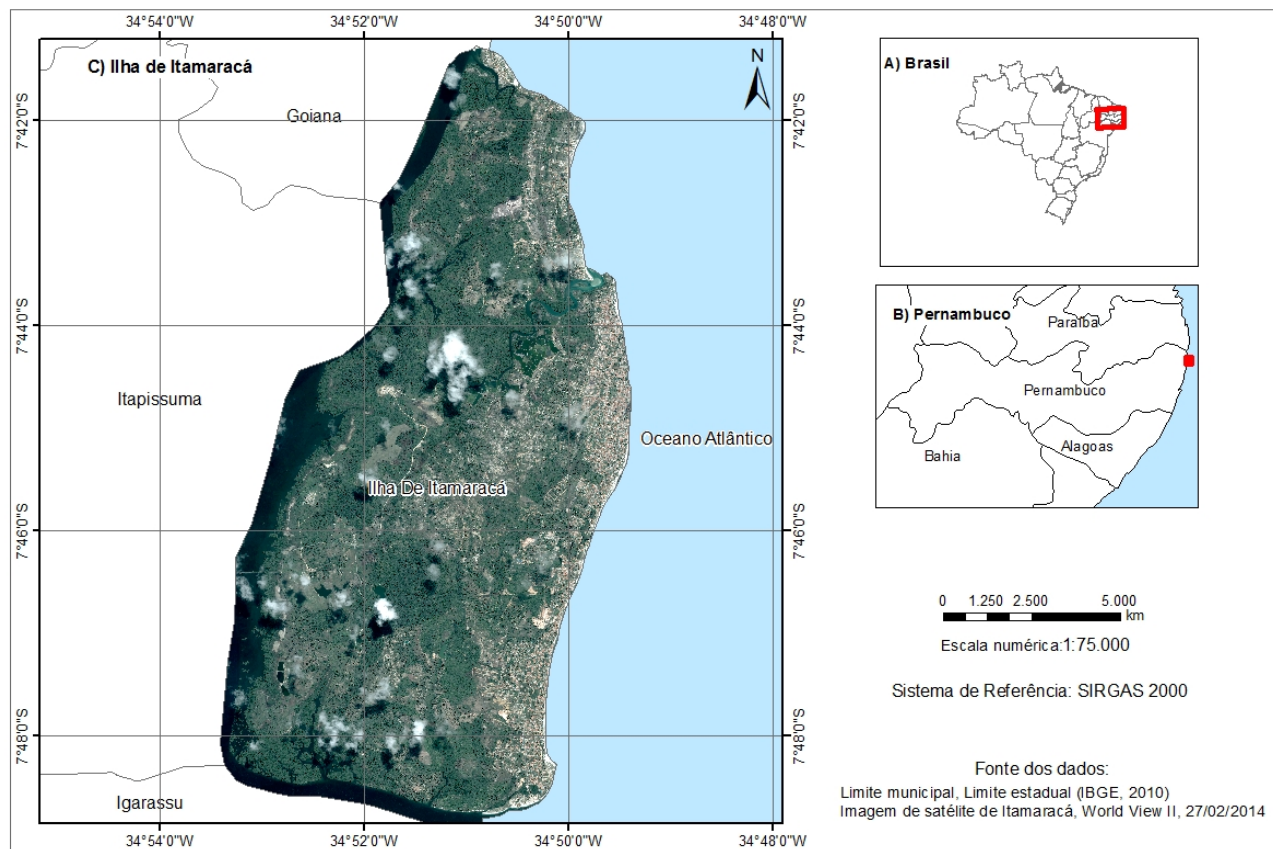 34°54'0"W 34°52'0"W 34°50'0"W 34°48'0"W
C) Ilha de Itamaracá
N
Goiana
7°42'0"S 7°42'0"S
7°44'0"S 7°44'0"S
Itapissuma
Oceano Atlântico
Ilha De Itamaracá
7°46'0"S 7°46'0"S
7°48'0"S 7°48'0"S
Igarassu
34°54'0"W 34°52'0"W 34°50'0"W 34°48'0"W
A) Brasil
B) Pernambuco
Paraíba
Pernambuco
Alagoas
Bahia
0 1.250 2.500 5.000
km
Escala numérica:1:75.000
Sistema de Referência: SIRGAS 2000
Fonte dos dados:
Limite municipal, Limite estadual (IBGE, 2010)
Imagem de satélite de Itamaracá, World View II, 27/02/2014